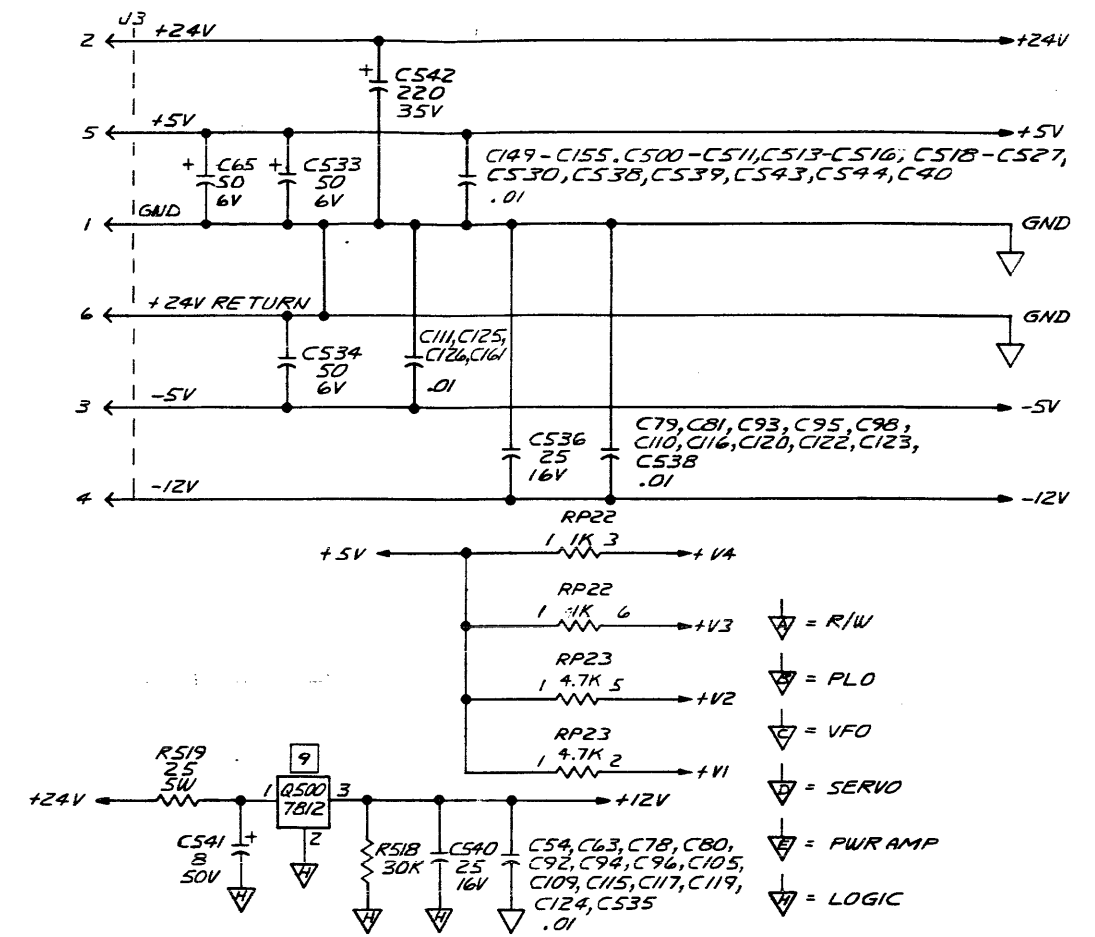 J3
2 +24V +24V
+ C542
220
35V
5 +5V +5V
+ C65
50
6V
+ C533
50
6V
C149-C155. C500-C511, C513-C516, C518-C527,
C530, C538, C539, C543, C544, C40
.01
1 GND GND
6 +24V RETURN GND
C534
50
6V
C111, C125,
C126, C161
.01
3 -5V -5V
C536
25
16V
C79, C81, C93, C95, C98,
C110, C116, C120, C122, C123,
C538
.01
4 -12V -12V
RP22
+5V 1 1K 3 +V4
RP22
1 1K 6 +V3
RP23
1 4.7K 5 +V2
RP23
1 4.7K 2 +V1
A = R/W
B = PLO
C = VFO
D = SERVO
E = PWR AMP
H = LOGIC
R519
25
5W
9
+24V 1 Q500 3 +12V
7812
2
H
C541 +
8
50V
H
R518
30K
H
C540
25
16V
H
C54, C63, C78, C80,
C92, C94, C96, C105,
C109, C115, C117, C119,
C124, C535
.01